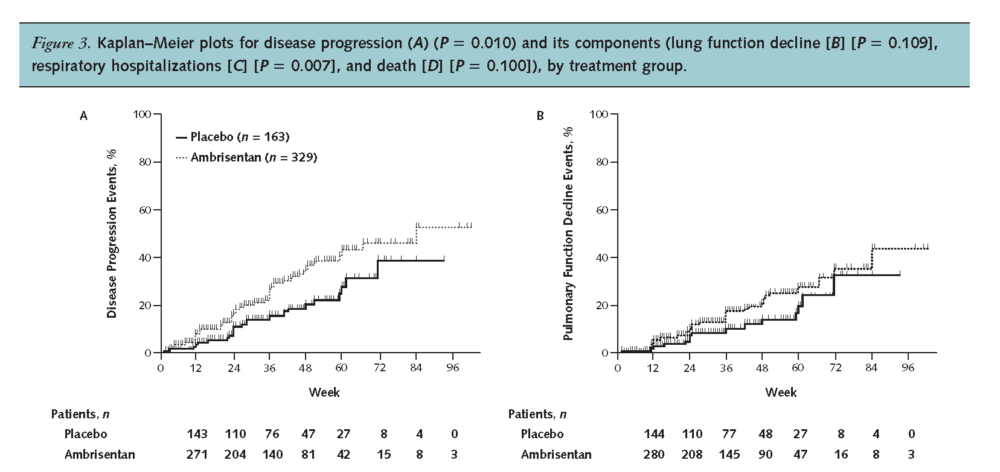 Figure 3. Kaplan–Meier plots for disease progression (A) (P = 0.010) and its components (lung function decline [B] [P = 0.109],
respiratory hospitalizations [C] [P = 0.007], and death [D] [P = 0.100]), by treatment group.
A
Disease Progression Events, %
100
80
60
40
20
0
Placebo (n = 163)
Ambrisentan (n = 329)
0 12 24 36 48 60 72 84 96
Week
Patients, n
Placebo 143 110 76 47 27 8 4 0
Ambrisentan 271 204 140 81 42 15 8 3
B
Pulmonary Function Decline Events, %
100
80
60
40
20
0
0 12 24 36 48 60 72 84 96
Week
Patients, n
Placebo 144 110 77 48 27 8 4 0
Ambrisentan 280 208 145 90 47 16 8 3